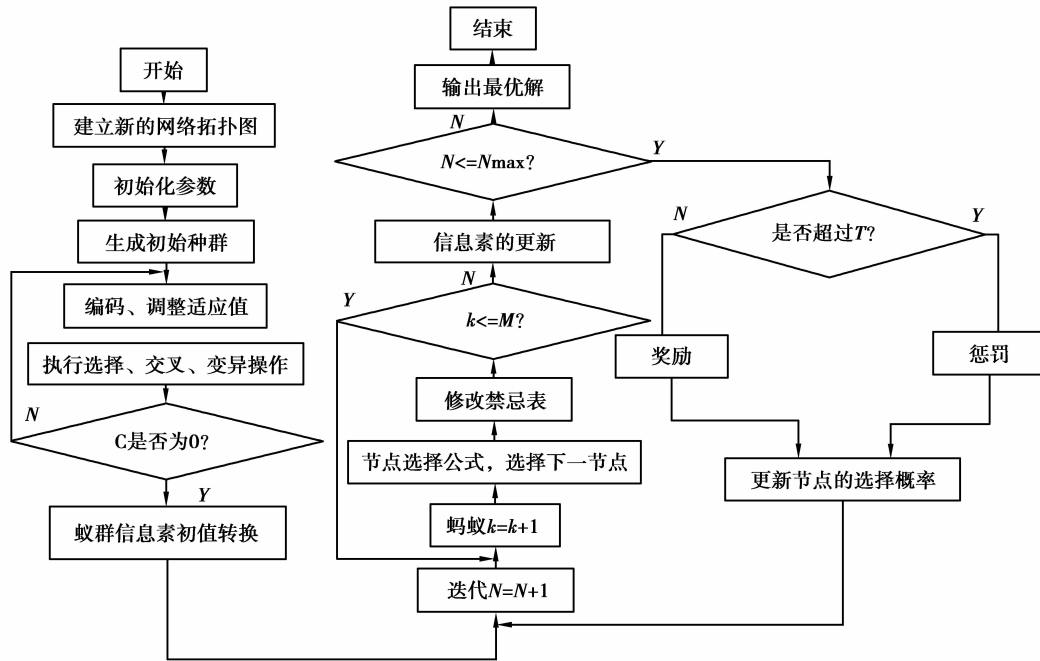 开始
建立新的网络拓扑图
初始化参数
生成初始种群
编码、调整适应值
执行选择、交叉、变异操作
N
C是否为0?
Y
蚁群信息素初值转换
结束
输出最优解
N
N<=Nmax?
Y
信息素的更新
N
Y
k<=M?
修改禁忌表
节点选择公式，选择下一节点
蚂蚁k=k+1
迭代N=N+1
N
是否超过T?
Y
奖励
惩罚
更新节点的选择概率